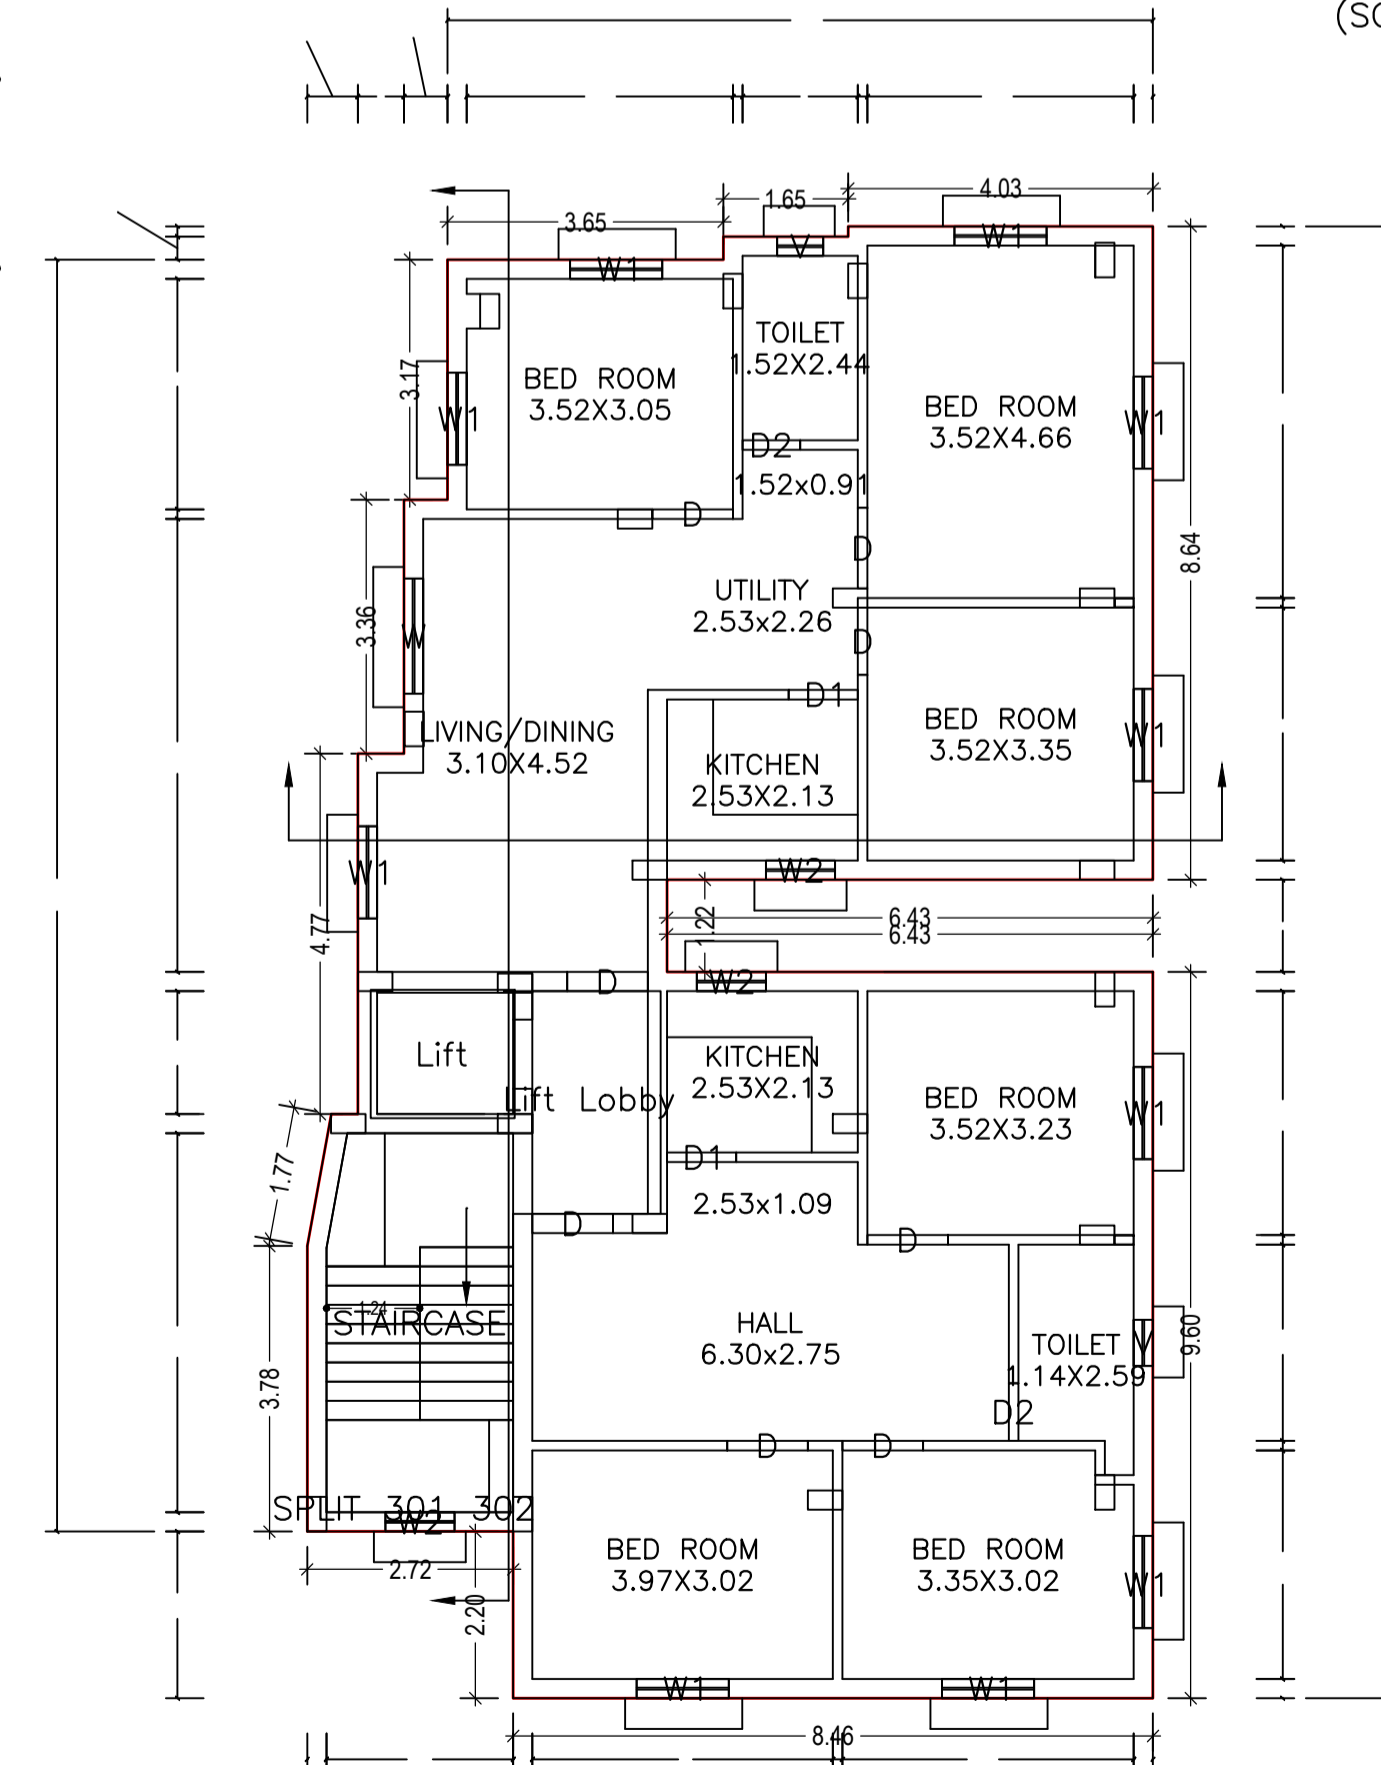 (SC
4.03
1.65
3.65
W1
V
W1
TOILET
1.52X2.44
BED ROOM
3.52X3.05
3.17
W1
BED ROOM
3.52X4.66
W1
D2
1.52x0.91
D
D
8.64
UTILITY
2.53x2.26
3.36
W
D
D1
LIVING/DINING
3.10X4.52
BED ROOM
3.52X3.35
W1
KITCHEN
2.53X2.13
W1
W2
4.77
1.22
6.43
6.43
D
W2
Lift
KITCHEN
2.53X2.13
Lift Lobby
BED ROOM
3.52X3.23
W1
D1
1.77
2.53x1.09
D
D
1.24
STAIRCASE
HALL
6.30x2.75
TOILET
1.14X2.59
V
9.60
3.78
D2
D
D
SPLIT 301 302
W2
BED ROOM
3.97X3.02
BED ROOM
3.35X3.02
W1
2.72
2.20
W1
W1
8.46